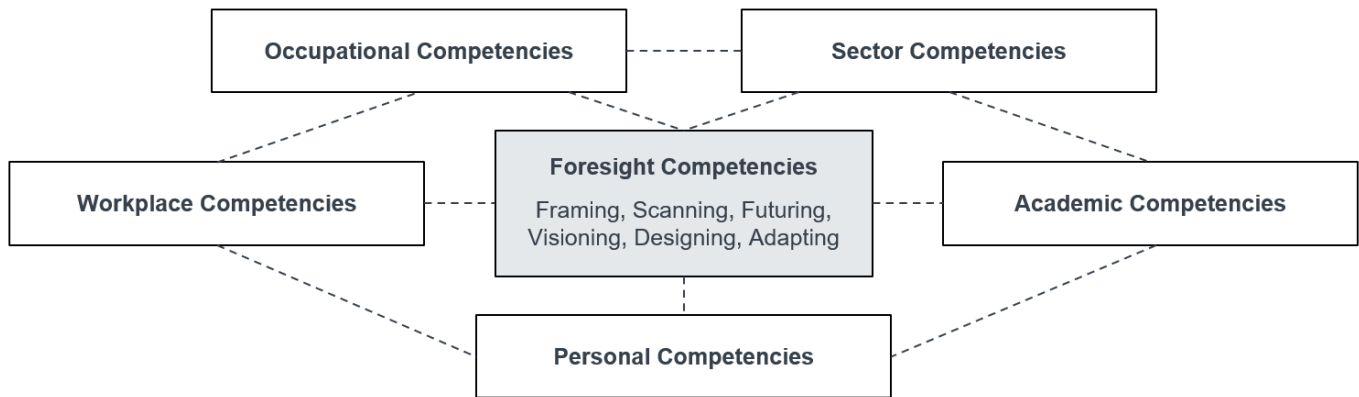 Occupational Competencies
Sector Competencies
Foresight Competencies
Framing, Scanning, Futuring,
Visioning, Designing, Adapting
Workplace Competencies
Academic Competencies
Personal Competencies